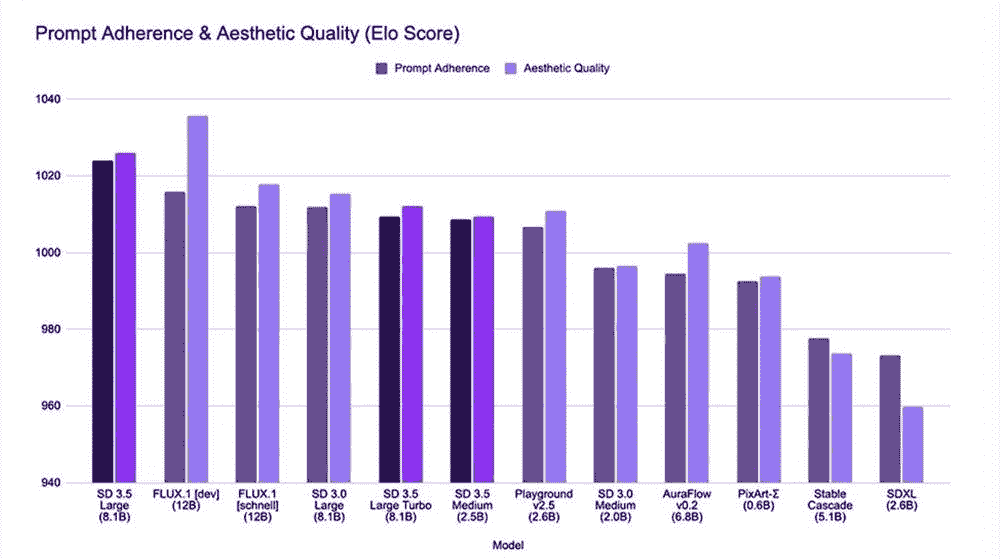 Prompt Adherence & Aesthetic Quality (Elo Score)
Prompt Adherence Aesthetic Quality
1040
1020
1000
980
960
940
SD 3.5 Large (8.1B)
FLUX.1 [dev] (12B)
FLUX.1 [schnell] (12B)
SD 3.0 Large (8.1B)
SD 3.5 Large Turbo (8.1B)
SD 3.5 Medium (2.5B)
Playground v2.5 (2.6B)
SD 3.0 Medium (2.0B)
AuraFlow v0.2 (6.8B)
PixArt-Σ (0.6B)
Stable Cascade (5.1B)
SDXL (2.6B)
Model